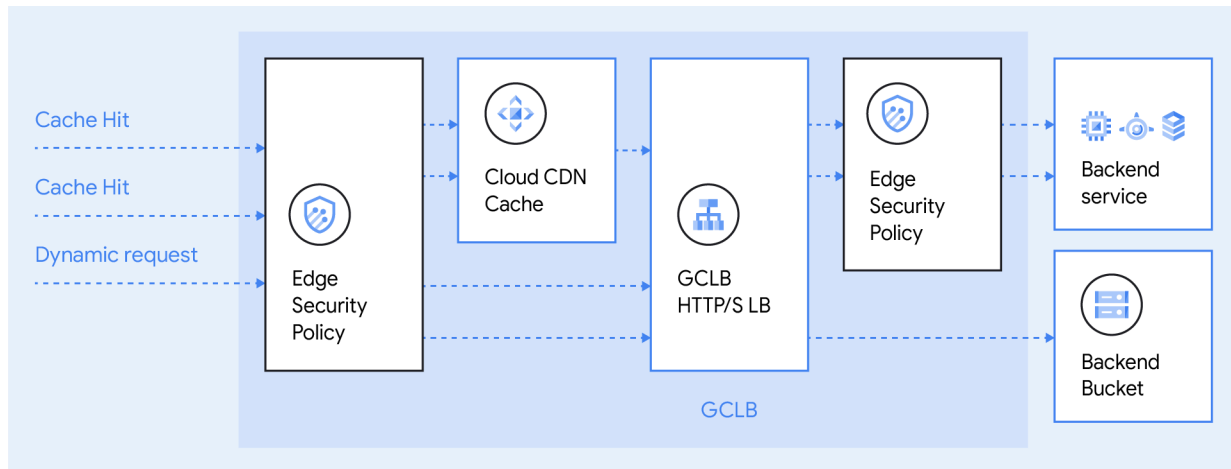 Cache Hit
Cache Hit
Dynamic request
Edge
Security
Policy
Cloud CDN
Cache
GCLB
HTTP/S LB
Edge
Security
Policy
Backend
service
Backend
Bucket
GCLB